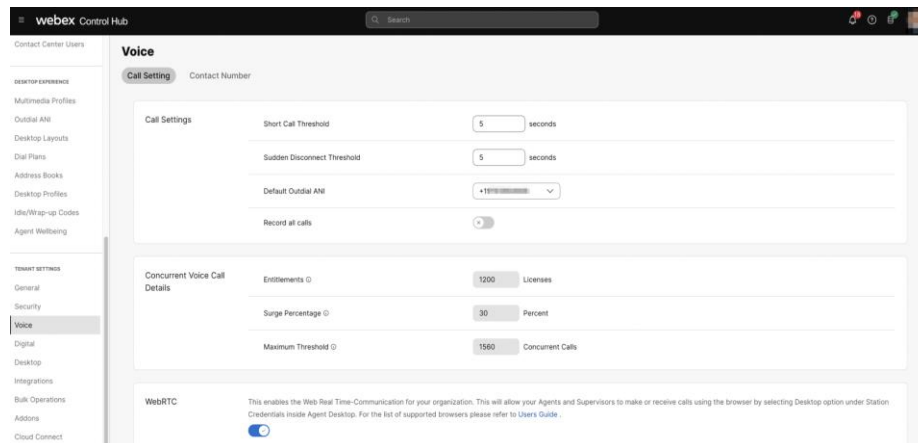 webex Control Hub
Search
Contact Center Users
DESKTOP EXPERIENCE
Multimedia Profiles
Outdial ANI
Desktop Layouts
Dial Plans
Address Books
Desktop Profiles
Idle/Wrap-up Codes
Agent Wellbeing
TENANT SETTINGS
General
Security
Voice
Digital
Desktop
Integrations
Bulk Operations
Addons
Cloud Connect
Voice
Call Setting Contact Number
Call Settings
Short Call Threshold 5 seconds
Sudden Disconnect Threshold 5 seconds
Default Outdial ANI
Record all calls
Concurrent Voice Call
Details
Entitlements 1200 Licenses
Surge Percentage 30 Percent
Maximum Threshold 1560 Concurrent Calls
WebRTC
This enables the Web Real Time-Communication for your organization. This will allow your Agents and Supervisors to make or receive calls using the browser by selecting Desktop option under Station
Credentials inside Agent Desktop. For the list of supported browsers please refer to Users Guide .